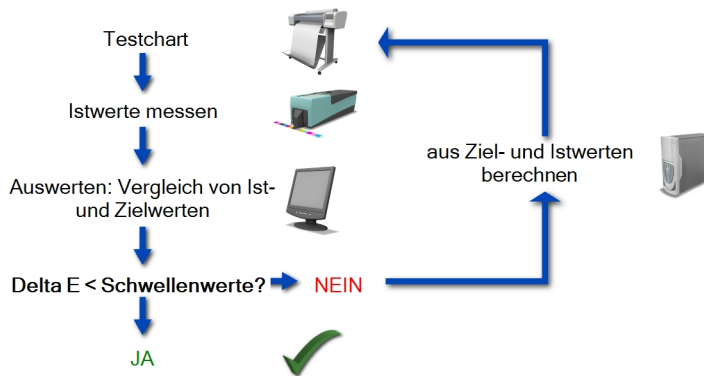 Testchart
Istwerte messen
Auswerten: Vergleich von Ist-
und Zielwerten
Delta E < Schwellenwerte?
NEIN
JA
aus Ziel- und Istwerten
berechnen